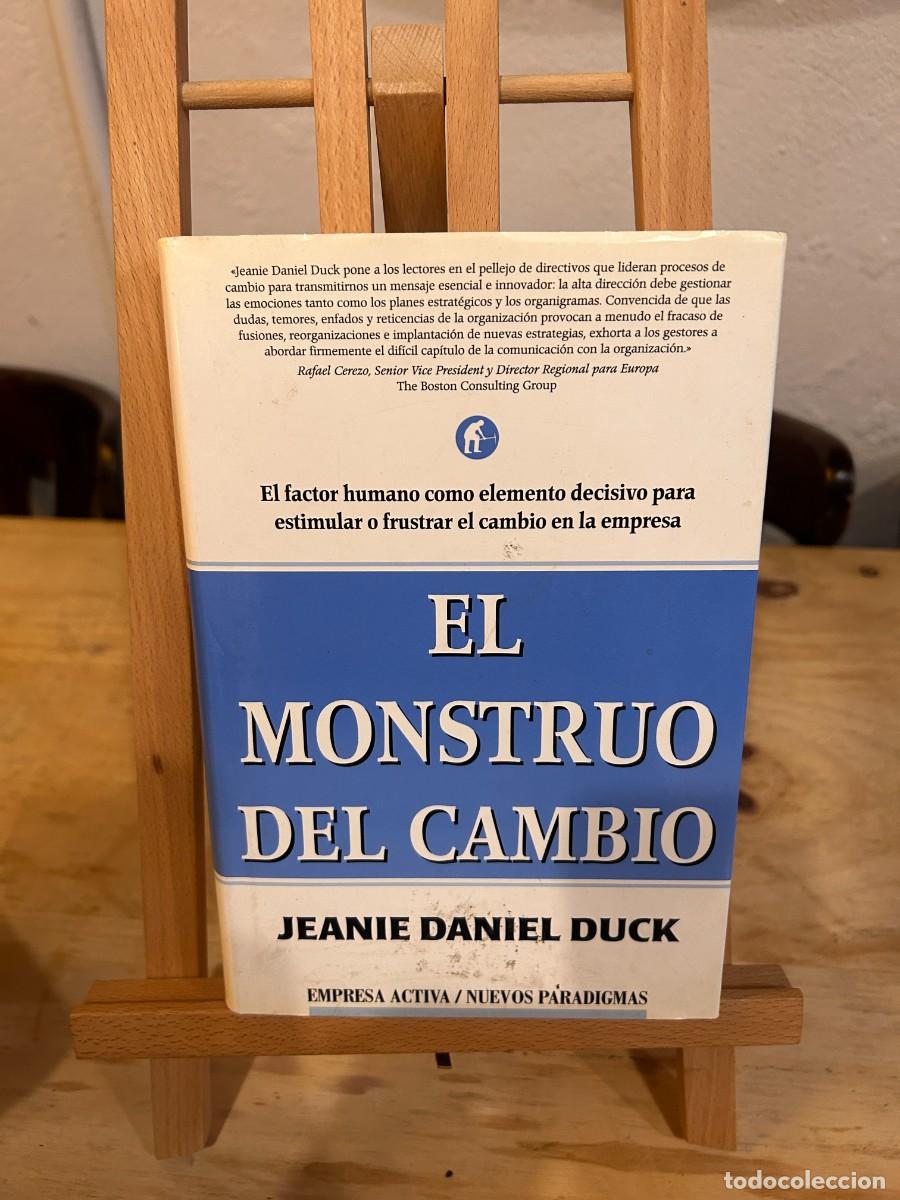 «Jeanie Daniel Duck pone a los lectores en el pellejo de directivos que lideran procesos de
cambio para transmitirnos un mensaje esencial e innovador: la alta dirección debe gestionar
las emociones tanto como los planes estratégicos y los organigramas. Convencida de que las
dudas, temores, enfados y reticencias de la organización provocan a menudo el fracaso de
fusiones, reorganizaciones e implantación de nuevas estrategias, exhorta a los gestores a
abordar firmemente el difícil capítulo de la comunicación con la organización.»
Rafael Cerezo, Senior Vice President y Director Regional para Europa
The Boston Consulting Group
El factor humano como elemento decisivo para
estimular o frustrar el cambio en la empresa
EL
MONSTRUO
DEL CAMBIO
JEANIE DANIEL DUCK
EMPRESA ACTIVA / NUEVOS PARADIGMAS
todocoleccion